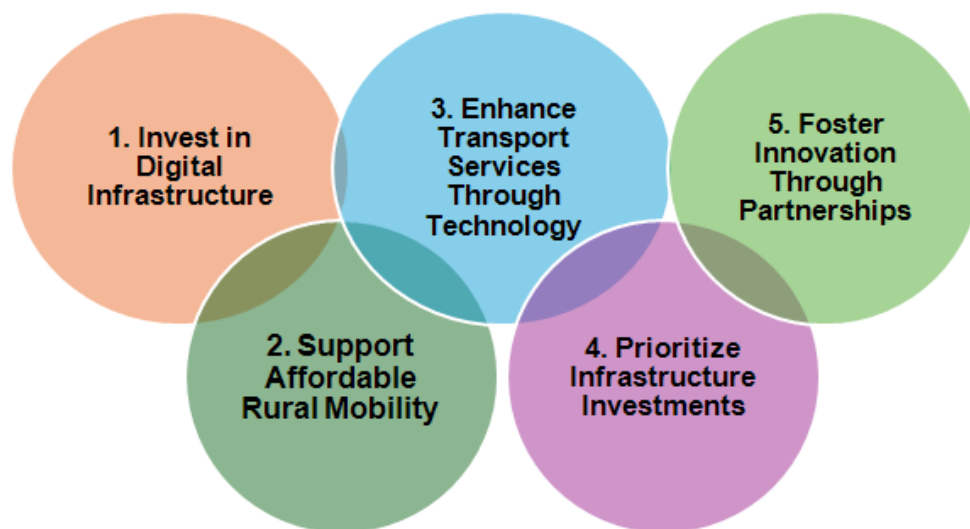 1. Invest in
Digital
Infrastructure
2. Support
Affordable
Rural Mobility
3. Enhance
Transport
Services
Through
Technology
4. Prioritize
Infrastructure
Investments
5. Foster
Innovation
Through
Partnerships